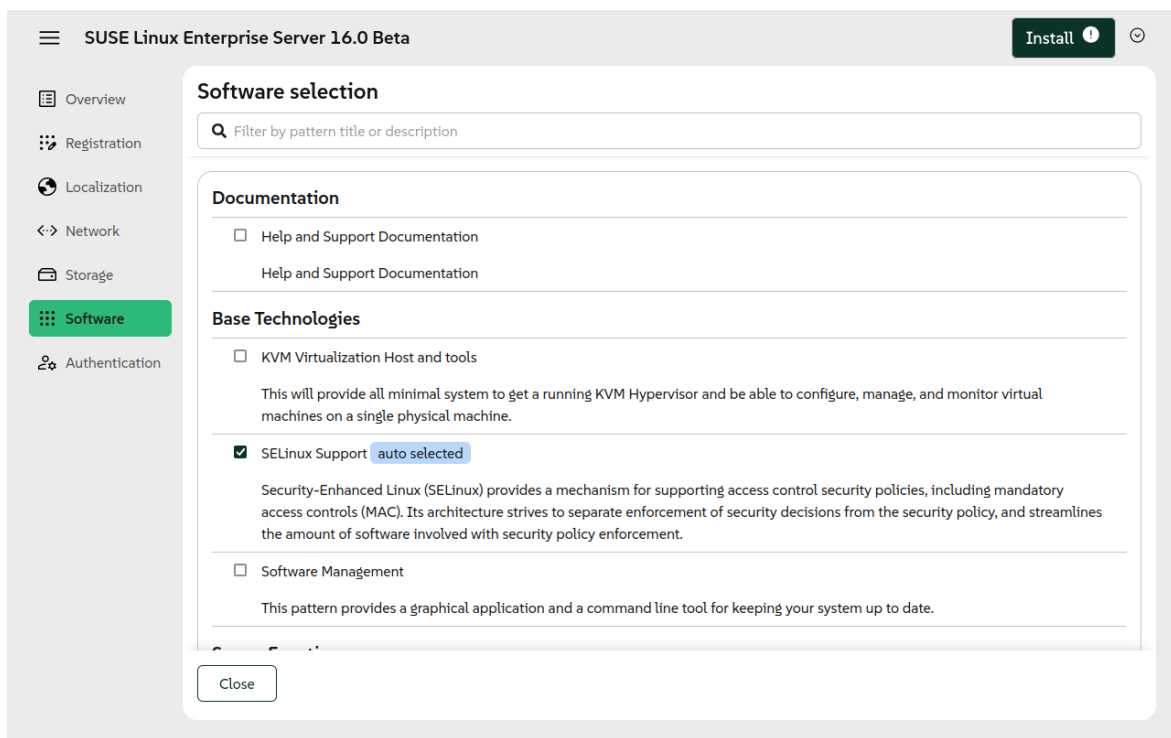 SUSE Linux Enterprise Server 16.0 Beta
Install
Overview
Registration
Localization
Network
Storage
Software
Authentication
Software selection
Filter by pattern title or description
Documentation
Help and Support Documentation
Help and Support Documentation
Base Technologies
KVM Virtualization Host and tools
This will provide all minimal system to get a running KVM Hypervisor and be able to configure, manage, and monitor virtual
machines on a single physical machine.
SELinux Support auto selected
Security-Enhanced Linux (SELinux) provides a mechanism for supporting access control security policies, including mandatory
access controls (MAC). Its architecture strives to separate enforcement of security decisions from the security policy, and streamlines
the amount of software involved with security policy enforcement.
Software Management
This pattern provides a graphical application and a command line tool for keeping your system up to date.
Close